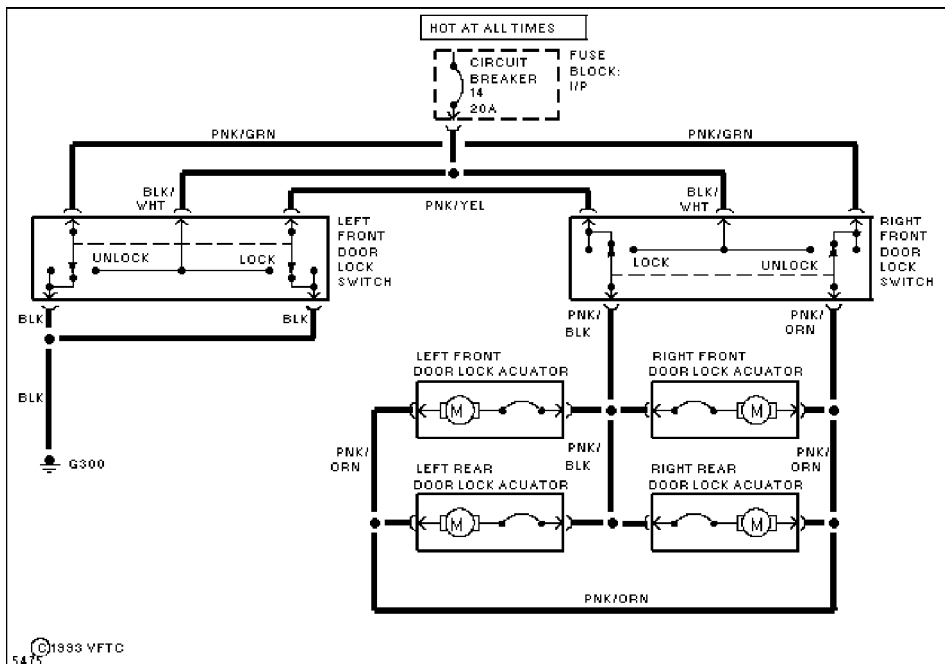 HOT AT ALL TIMES
CIRCUIT
BREAKER
14
20A
FUSE
BLOCK:
I/P
PNK/GRN
PNK/GRN
BLK/
WHT
PNK/YEL
BLK/
WHT
UNLOCK
LOCK
LEFT
FRONT
DOOR
LOCK
SWITCH
LOCK
UNLOCK
RIGHT
FRONT
DOOR
LOCK
SWITCH
BLK
BLK
PNK/
BLK
PNK/
ORN
BLK
G300
LEFT FRONT
DOOR LOCK ACUATOR
RIGHT FRONT
DOOR LOCK ACUATOR
M
M
PNK/
ORN
PNK/
BLK
PNK/
ORN
LEFT REAR
DOOR LOCK ACUATOR
RIGHT REAR
DOOR LOCK ACUATOR
M
M
PNK/ORN
©1993 VFTC
5475